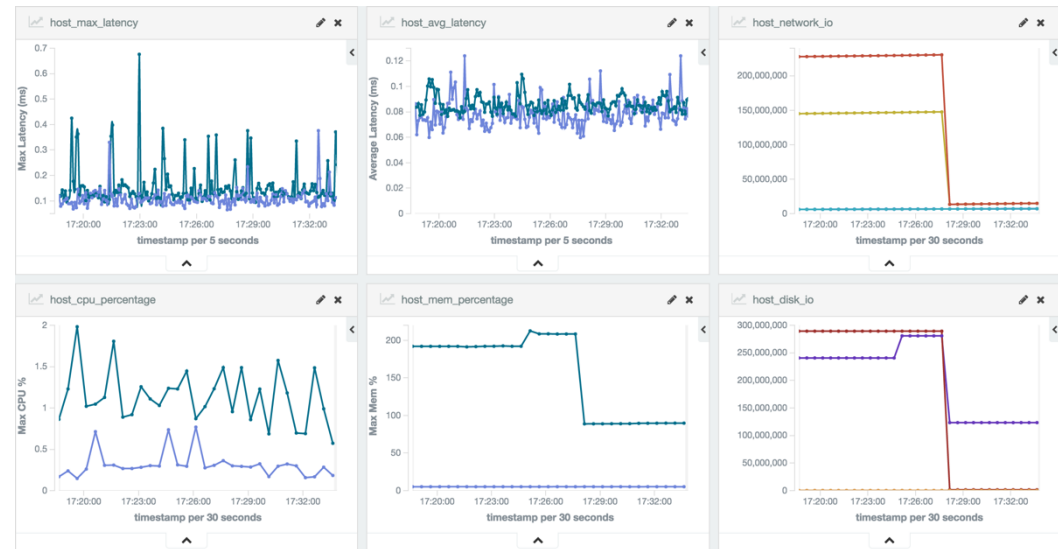 host_max_latency
0.7
0.6
0.5
0.4
0.3
0.2
0.1
Max Latency (ms)
17:20:00 17:23:00 17:26:00 17:29:00 17:32:00
timestamp per 5 seconds
host_avg_latency
0.12
0.1
0.08
0.06
0.04
0.02
0
Average Latency (ms)
17:20:00 17:23:00 17:26:00 17:29:00 17:32:00
timestamp per 5 seconds
host_network_io
200,000,000
150,000,000
100,000,000
50,000,000
0
17:20:00 17:23:00 17:26:00 17:29:00 17:32:00
timestamp per 30 seconds
host_cpu_percentage
2
1.5
1
0.5
0
Max CPU %
17:20:00 17:23:00 17:26:00 17:29:00 17:32:00
timestamp per 30 seconds
host_mem_percentage
200
150
100
50
0
Max Mem %
17:20:00 17:23:00 17:26:00 17:29:00 17:32:00
timestamp per 30 seconds
host_disk_io
300,000,000
250,000,000
200,000,000
150,000,000
100,000,000
50,000,000
0
17:20:00 17:23:00 17:26:00 17:29:00 17:32:00
timestamp per 30 seconds